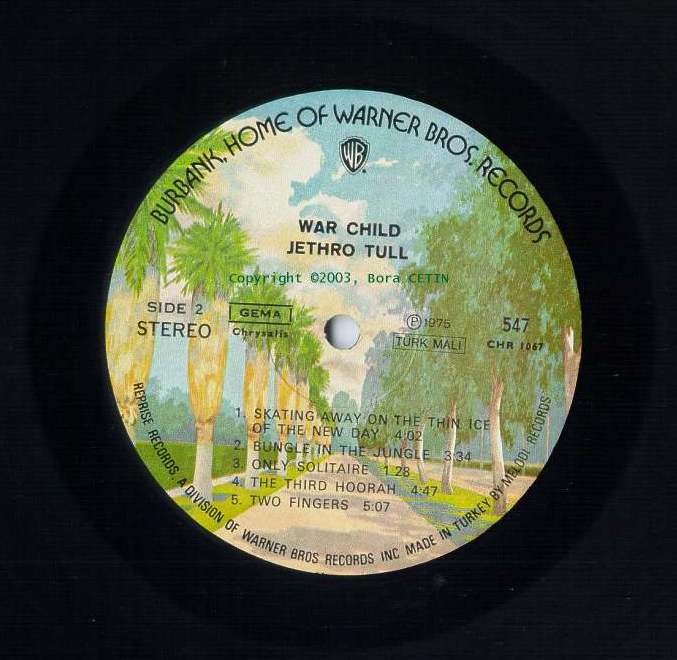 BURBANK, HOME OF WARNER BROS. RECORDS
WB
WAR CHILD
JETHRO TULL
Copyright ©2003, Bora CETIN
SIDE 2
STEREO
GEMA
Chrysalis
℗1975
TÜRK MALI
547
CHR 1067
1. SKATING AWAY ON THE THIN ICE
OF THE NEW DAY 4:02
2. BUNGLE IN THE JUNGLE 3:34
3. ONLY SOLITAIRE 1.28
4. THE THIRD HOORAH 4:47
5. TWO FINGERS 5:07
REPRISE RECORDS, A DIVISION OF WARNER BROS RECORDS INC MADE IN TURKEY BY MELODI RECORDS